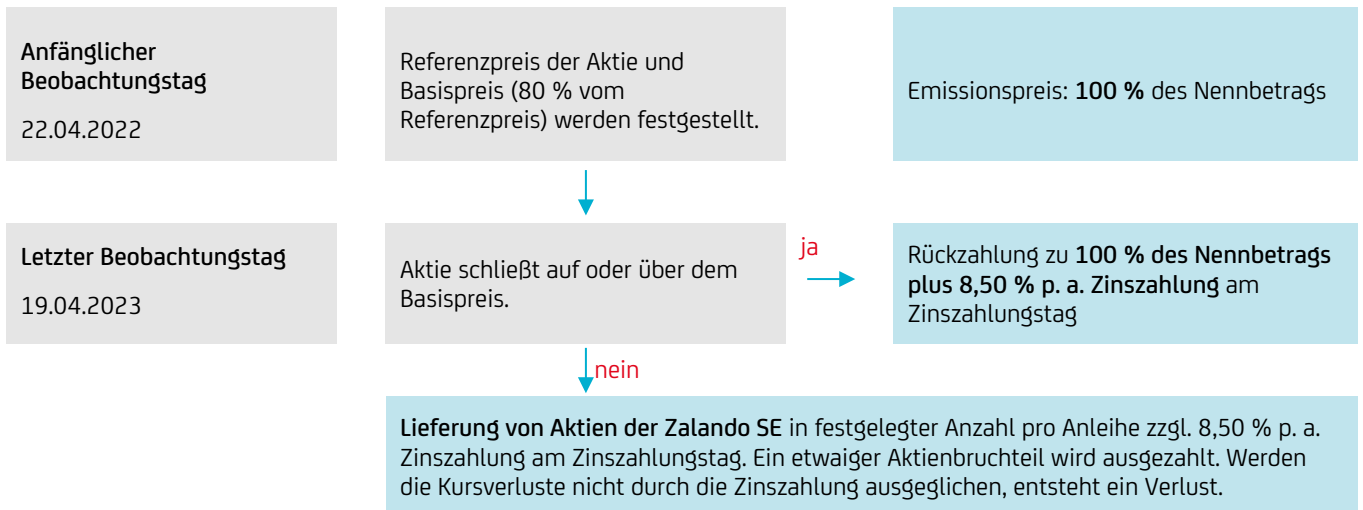 Anfänglicher
Beobachtungstag
22.04.2022
Referenzpreis der Aktie und
Basispreis (80 % vom
Referenzpreis) werden festgestellt.
Emissionspreis: 100 % des Nennbetrags
Letzter Beobachtungstag
19.04.2023
Aktie schließt auf oder über dem
Basispreis.
ja
Rückzahlung zu 100 % des Nennbetrags
plus 8,50 % p. a. Zinszahlung am
Zinszahlungstag
nein
Lieferung von Aktien der Zalando SE in festgelegter Anzahl pro Anleihe zzgl. 8,50 % p. a.
Zinszahlung am Zinszahlungstag. Ein etwaiger Aktienbruchteil wird ausgezahlt. Werden
die Kursverluste nicht durch die Zinszahlung ausgeglichen, entsteht ein Verlust.